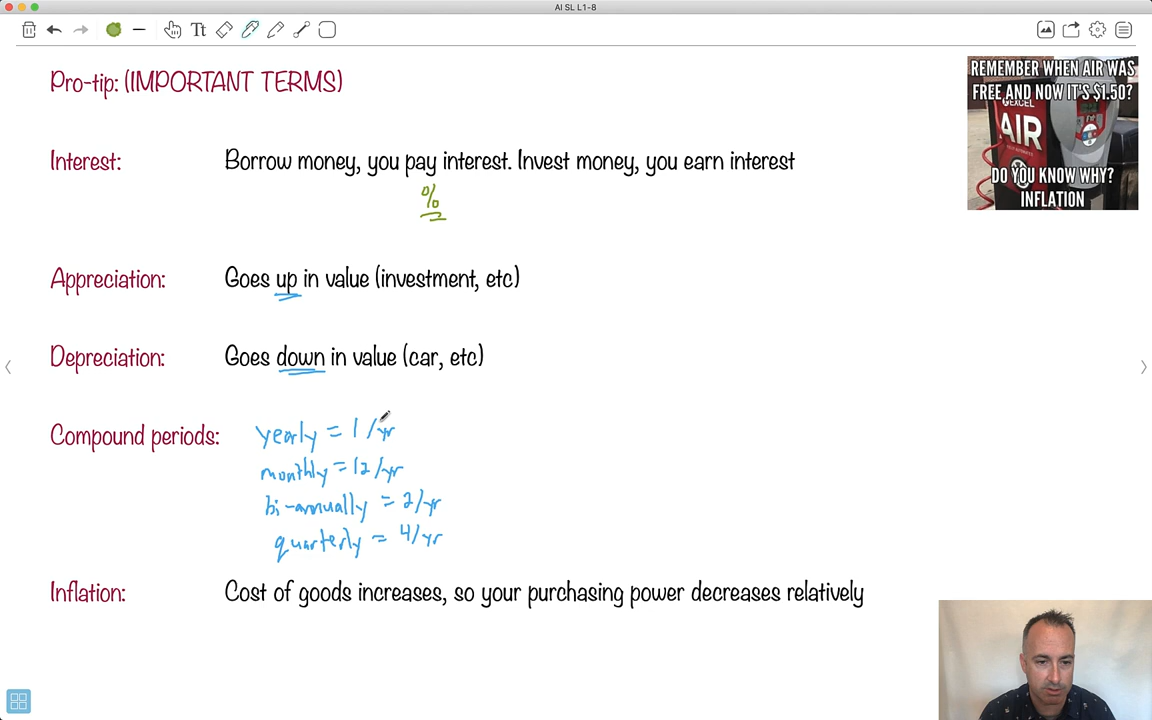 AI SL L1-8
Tt
Pro-tip: (IMPORTANT TERMS)
REMEMBER WHEN AIR WAS
FREE AND NOW IT'S $1.50?
EXCEL
AIR
DO YOU KNOW WHY?
INFLATION
Interest: Borrow money, you pay interest. Invest money, you earn interest
%
Appreciation: Goes up in value (investment, etc)
Depreciation: Goes down in value (car, etc)
Compound periods: yearly = 1/yr
monthly = 12/yr
bi-annually = 2/yr
quarterly = 4/yr
Inflation: Cost of goods increases, so your purchasing power decreases relatively